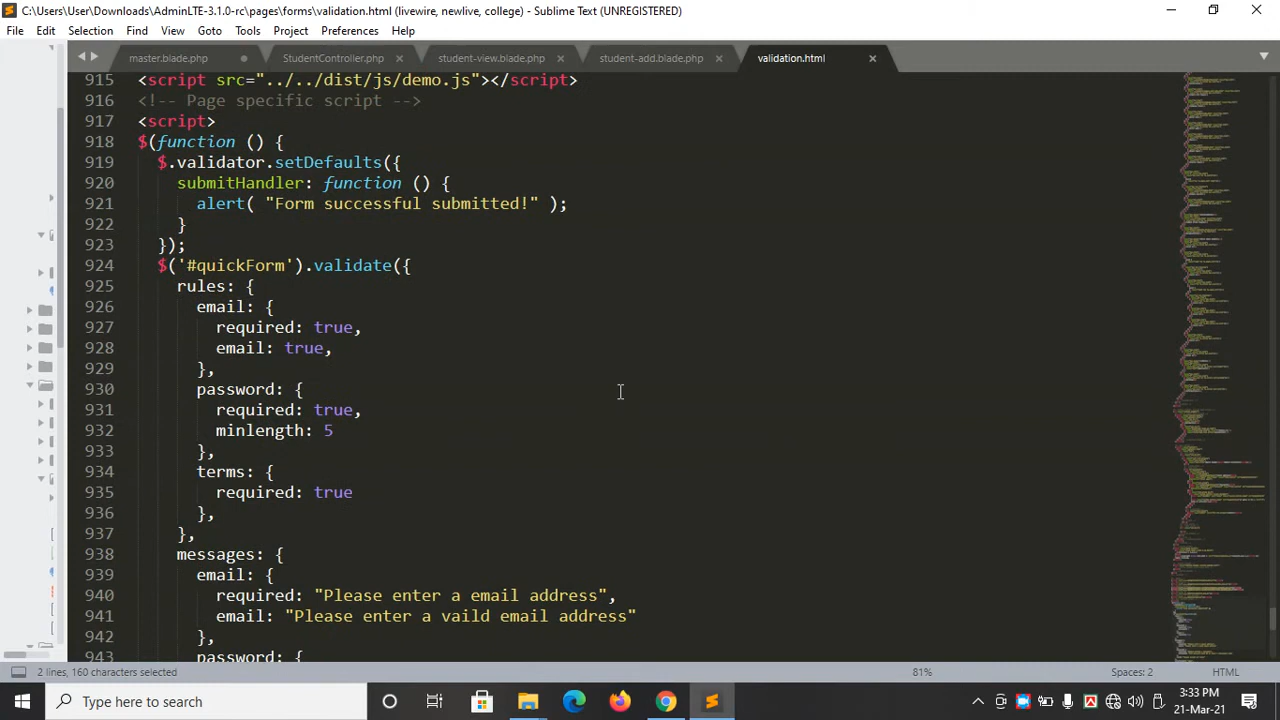 C:\Users\User\Downloads\AdminLTE-3.1.0-rc\pages\forms\validation.html (livewire, newlive, college) - Sublime Text (UNREGISTERED)
File Edit Selection Find View Goto Tools Project Preferences Help
master.blade.php StudentController.php student-view.blade.php student-add.blade.php validation.html
915 <script src="../../dist/js/demo.js"></script>
916 <!-- Page specific script -->
917 <script>
918 $(function () {
919 $.validator.setDefaults({
920 submitHandler: function () {
921 alert( "Form successful submitted!" );
922 }
923 });
924 $('#quickForm').validate({
925 rules: {
926 email: {
927 required: true,
928 email: true,
929 },
930 password: {
931 required: true,
932 minlength: 5
933 },
934 terms: {
935 required: true
936 },
937 },
938 messages: {
939 email: {
940 required: "Please enter a email address",
941 email: "Please enter a vaild email address"
942 },
943 password: {
2 lines, 160 characters selected 81% Spaces: 2 HTML
Type here to search
3:33 PM
21-Mar-21